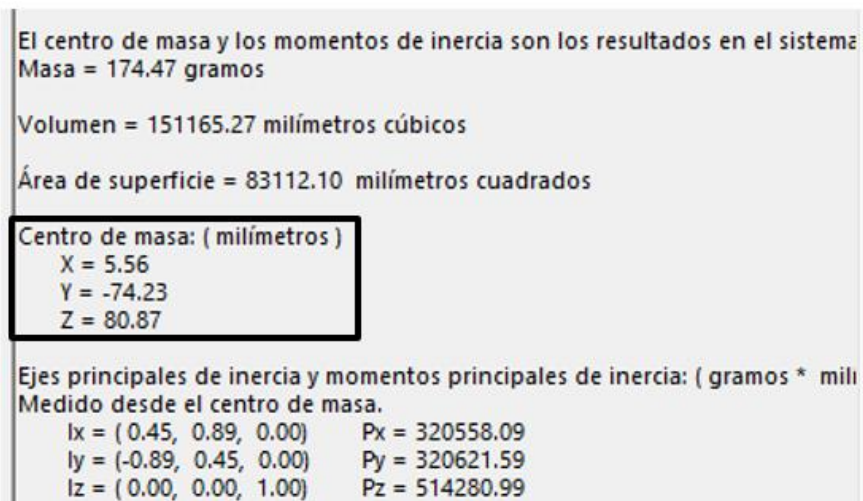 El centro de masa y los momentos de inercia son los resultados en el sistema
Masa = 174.47 gramos
Volumen = 151165.27 milímetros cúbicos
Área de superficie = 83112.10 milímetros cuadrados
Centro de masa: ( milímetros )
X = 5.56
Y = -74.23
Z = 80.87
Ejes principales de inercia y momentos principales de inercia: ( gramos *
Medido desde el centro de masa.
Ix = ( 0.45, 0.89, 0.00) Px = 320558.09
Iy = (-0.89, 0.45, 0.00) Py = 320621.59
Iz = ( 0.00, 0.00, 1.00) Pz = 514280.99